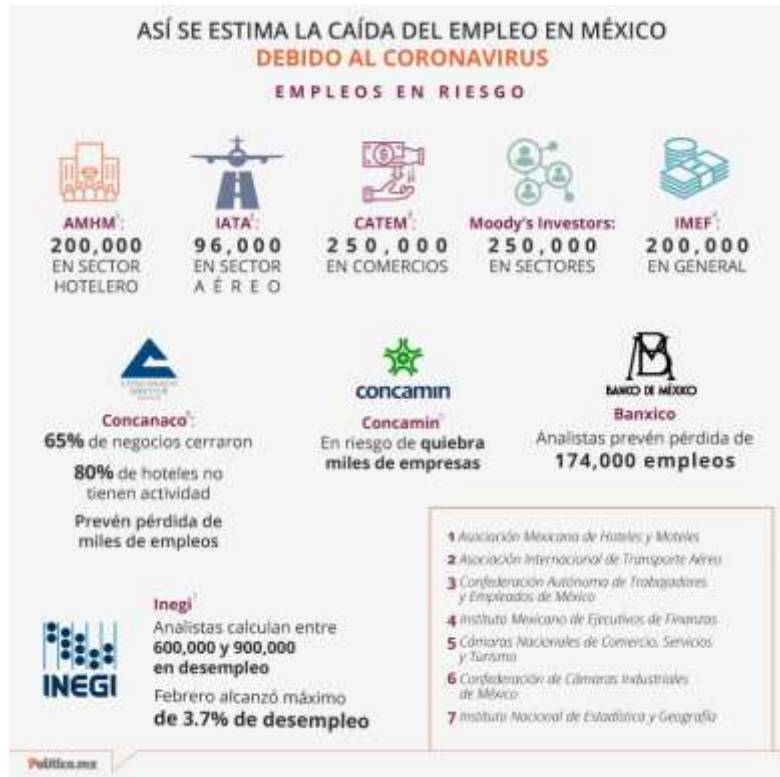 ASÍ SE ESTIMA LA CAÍDA DEL EMPLEO EN MÉXICO
DEBIDO AL CORONAVIRUS
EMPLEOS EN RIESGO
AMHM¹:
200,000
EN SECTOR
HOTELERO
IATA²:
96,000
EN SECTOR
AÉREO
CATEM³:
250,000
EN COMERCIOS
Moody's Investors:
250,000
EN SECTORES
IMEF⁴:
200,000
EN GENERAL
Concanaco⁵:
65% de negocios cerraron
80% de hoteles no
tienen actividad
Prevén pérdida de
miles de empleos
concamin
Concamin⁶
En riesgo de quiebra
miles de empresas
BANCO DE MÉXICO
Banxico
Analistas prevén pérdida de
174,000 empleos
INEGI
Inegi⁷
Analistas calculan entre
600,000 y 900,000
en desempleo
Febrero alcanzó máximo
de 3.7% de desempleo
1 Asociación Mexicana de Hoteles y Moteles
2 Asociación Internacional de Transporte Aéreo
3 Confederación Autónoma de Trabajadores
y Empleados de México
4 Instituto Mexicano de Ejecutivos de Finanzas
5 Cámaras Nacionales de Comercio, Servicios
y Turismo
6 Confederación de Cámaras Industriales
de México
7 Instituto Nacional de Estadística y Geografía
Política.mx